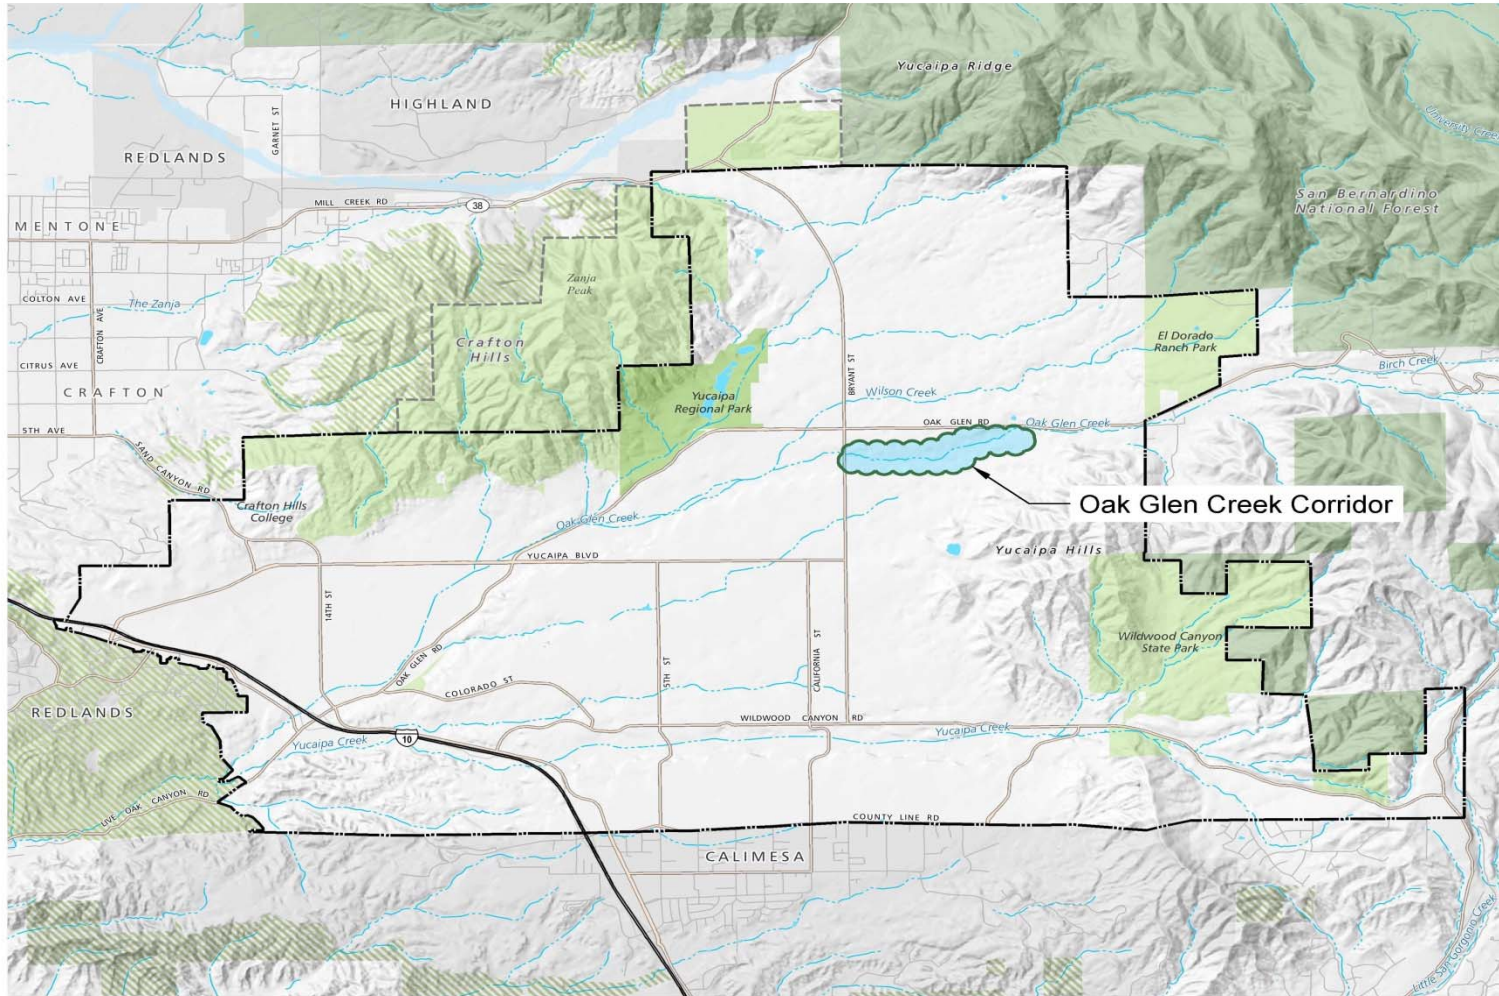 Yucaipa Ridge
HIGHLAND
University Creek
GARNET ST
REDLANDS
San Bernardino
National Forest
MILL CREEK RD
38
MENTONE
Zanja
Peak
COLTON AVE
The Zanja
CRAFTON AVE
Crafton
Hills
El Dorado
Ranch Park
CITRUS AVE
Birch Creek
BRYANT ST
CRAFTON
Wilson Creek
Yucaipa
Regional Park
5TH AVE
OAK GLEN RD
Oak Glen Creek
SAND CANYON RD
Crafton Hills
College
Oak Glen Creek Corridor
Oak Glen Creek
YUCAIPA BLVD
Yucaipa Hills
14TH ST
Wildwood Canyon
State Park
OAK GLEN RD
5TH ST
CALIFORNIA ST
COLORADO ST
REDLANDS
WILDWOOD CANYON RD
Yucaipa Creek
Yucaipa Creek
10
LIVE OAK CANYON RD
COUNTY LINE RD
CALIMESA
Little San Gorgonio Creek